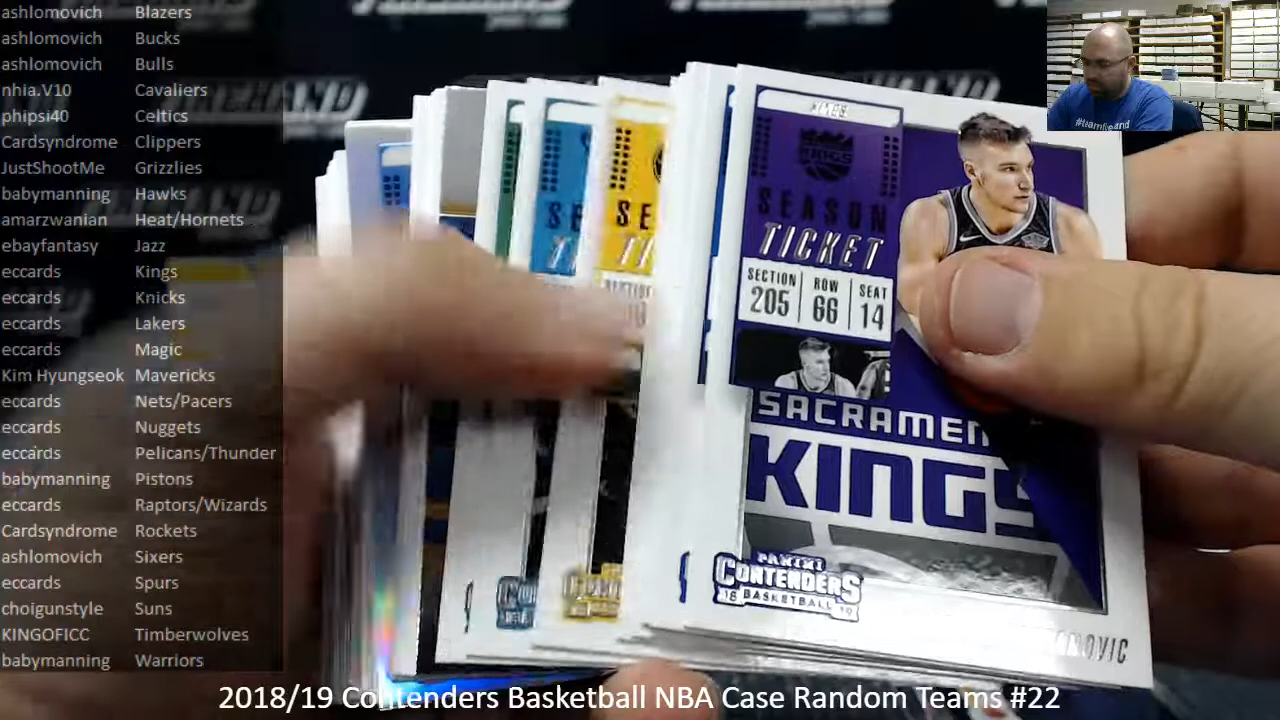 ashlomovich Blazers
ashlomovich Bucks
ashlomovich Bulls
nhia.V10 Cavaliers
phipsi40 Celtics
Cardsyndrome Clippers
JustShootMe Grizzlies
babymanning Hawks
amarzwanian Heat/Hornets
ebayfantasy Jazz
eccards Kings
eccards Knicks
eccards Lakers
eccards Magic
Kim Hyungseok Mavericks
eccards Nets/Pacers
eccards Nuggets
eccards Pelicans/Thunder
babymanning Pistons
eccards Raptors/Wizards
Cardsyndrome Rockets
ashlomovich Sixers
eccards Spurs
choigunstyle Suns
KINGOFICC Timberwolves
babymanning Warriors
KINGS
SEASON
TICKET
SECTION ROW SEAT
205 66 14
SACRAMEN
KINGS
PANINI
CONTENDERS
18 BASKETBALL 19
NOVIC
2018/19 Contenders Basketball NBA Case Random Teams #22